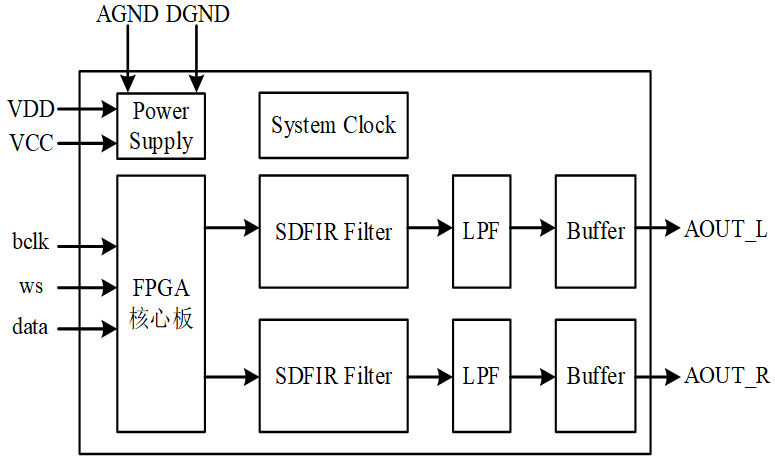 AGND DGND
VDD
VCC
Power
Supply
System Clock
bclk
ws
data
FPGA
核心板
SDFIR Filter
LPF
Buffer
AOUT_L
SDFIR Filter
LPF
Buffer
AOUT_R